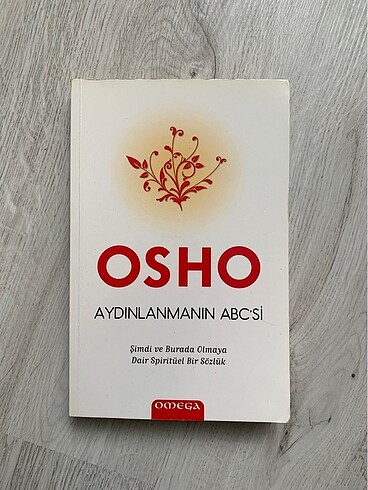 OSHO
AYDINLANMANIN ABC'Sİ
Şimdi ve Burada Olmaya
Dair Spiritüel Bir Sözlük
OMEGA